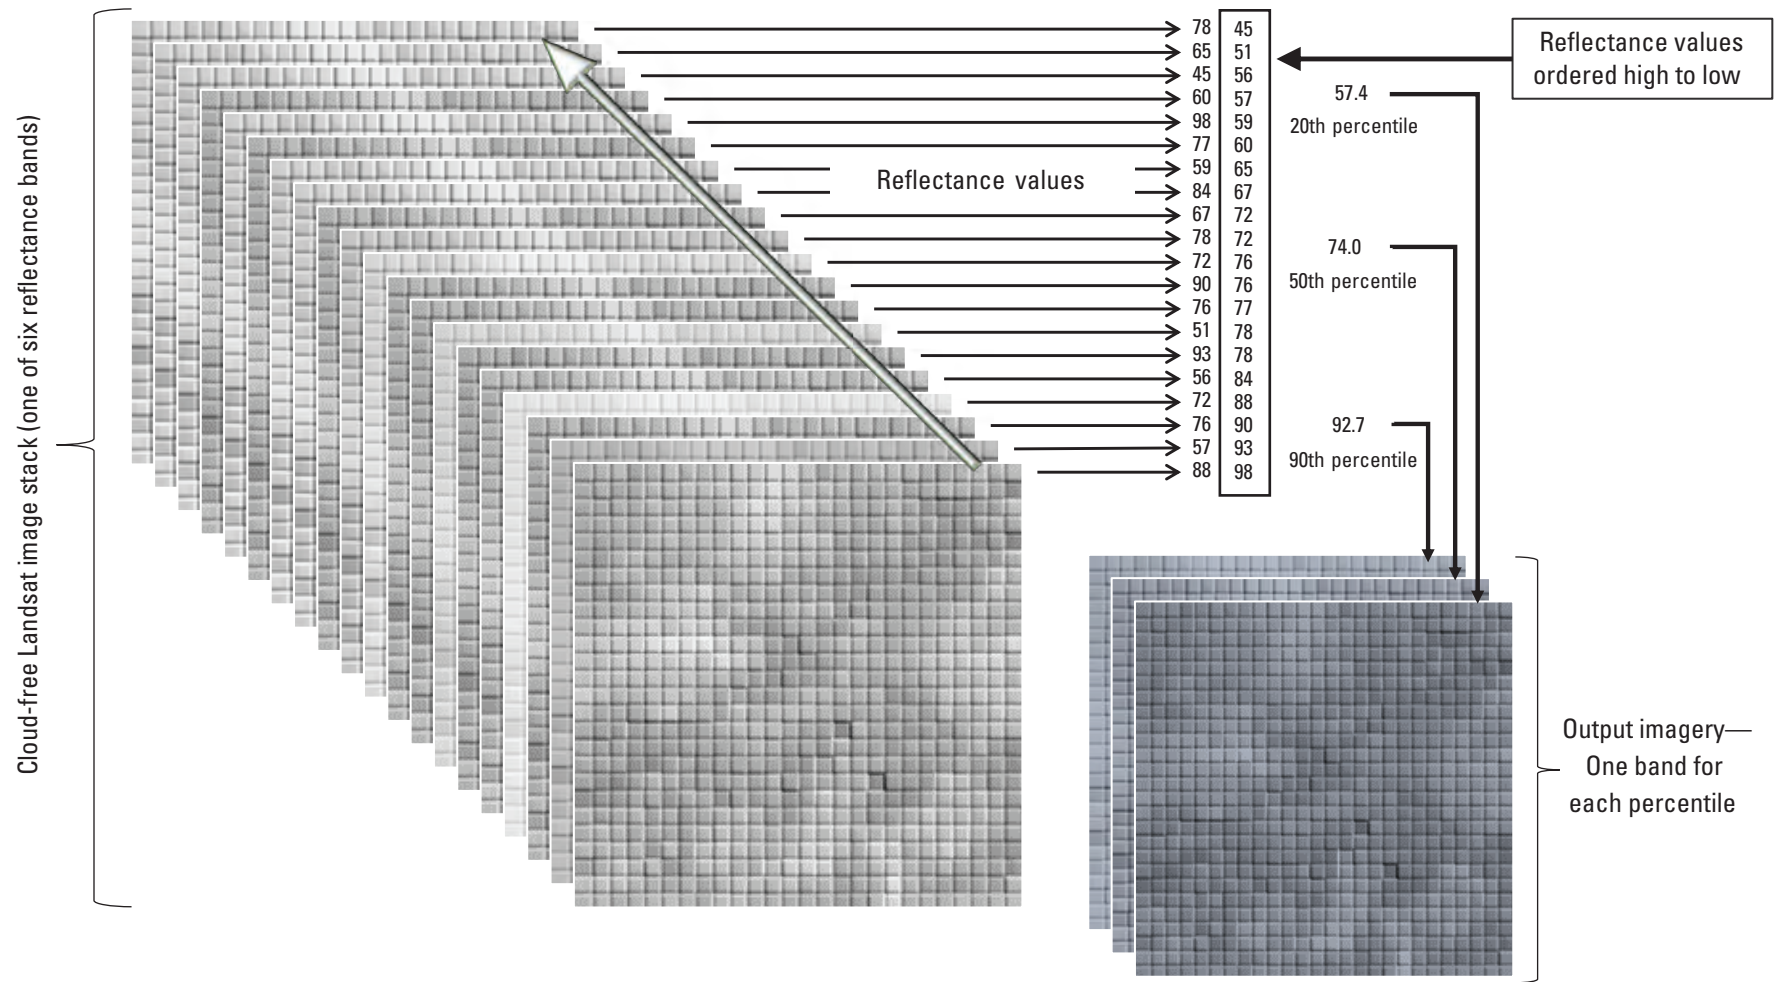 Cloud-free Landsat image stack (one of six reflectance bands)
78 45
65 51
45 56
60 57
98 59
77 60
59 65
84 67
67 72
78 72
72 76
90 76
76 77
51 78
93 78
56 84
72 88
76 90
57 93
88 98
Reflectance values
Reflectance values
ordered high to low
57.4
20th percentile
74.0
50th percentile
92.7
90th percentile
Output imagery—
One band for
each percentile